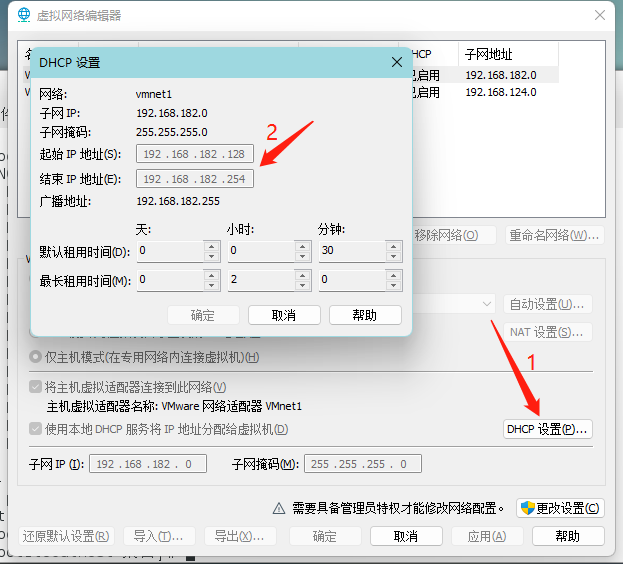 虚拟网络编辑器
DHCP 设置
子网地址
已启用 192.168.182.0
已启用 192.168.124.0
网络: vmnet1
子网 IP: 192.168.182.0
子网掩码: 255.255.255.0
起始 IP 地址(S): 192 .168 .182 .128
结束 IP 地址(E): 192 .168 .182 .254
广播地址: 192.168.182.255
2
天: 小时: 分钟:
默认租用时间(D): 0 0 30
最长租用时间(M): 0 2 0
确定 取消 帮助
移除网络(O) 重命名网络(W)...
自动设置(U)...
NAT 设置(S)...
仅主机模式(在专用网络内连接虚拟机)(H)
1
将主机虚拟适配器连接到此网络(V)
主机虚拟适配器名称: VMware 网络适配器 VMnet1
使用本地 DHCP 服务将 IP 地址分配给虚拟机(D)
DHCP 设置(P)...
子网 IP (I): 192 .168 .182 . 0 子网掩码(M): 255 .255 .255 . 0
需要具备管理员特权才能修改网络配置。 更改设置(C)
还原默认设置(R) 导入(T)... 导出(X)... 确定 取消 应用(A) 帮助